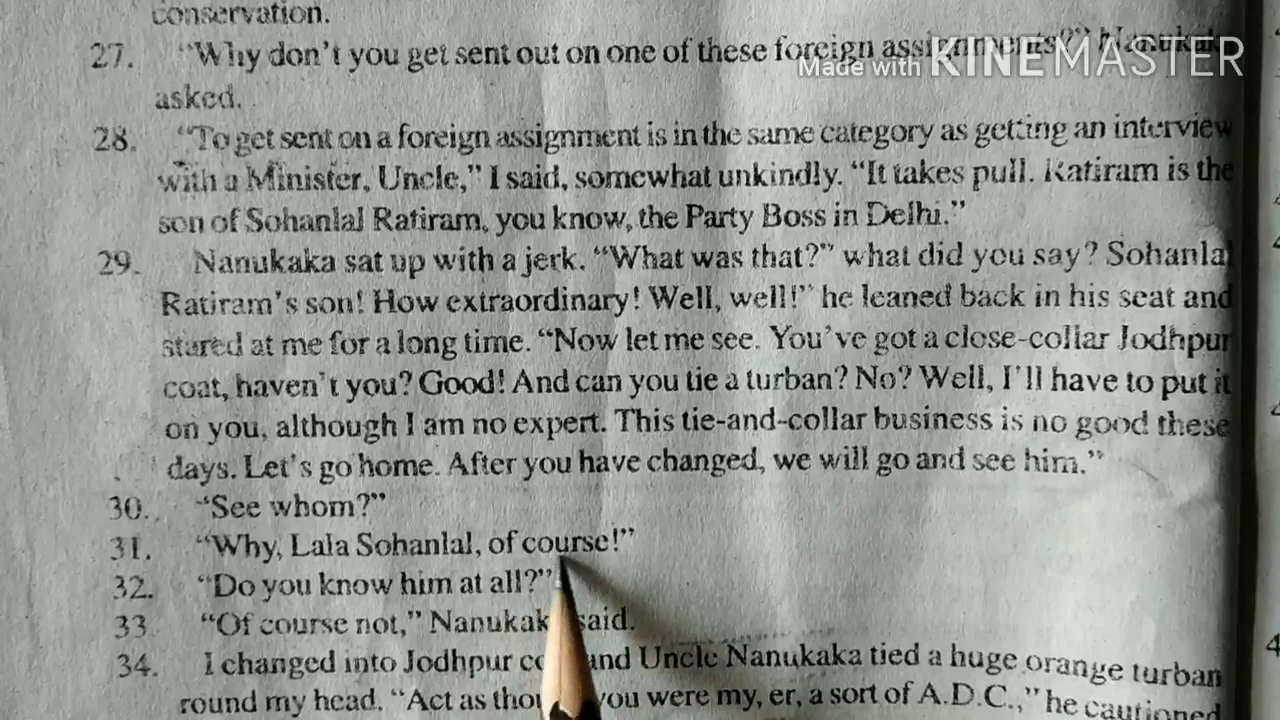 conservation.
27. "Why don't you get sent out on one of these foreign assignments?" Nanukaka
Made with KINEMASTER
asked.
28. "To get sent on a foreign assignment is in the same category as getting an interview
with a Minister, Uncle," I said, somewhat unkindly. "It takes pull. Ratiram is the
son of Sohanlal Ratiram, you know, the Party Boss in Delhi."
29. Nanukaka sat up with a jerk. "What was that?" what did you say? Sohanlal
Ratiram's son! How extraordinary! Well, well!" he leaned back in his seat and
stared at me for a long time. "Now let me see. You've got a close-collar Jodhpur
coat, haven't you? Good! And can you tie a turban? No? Well, I'll have to put it
on you, although I am no expert. This tie-and-collar business is no good these
days. Let's go home. After you have changed, we will go and see him."
30. "See whom?"
31. "Why, Lala Sohanlal, of course!"
32. "Do you know him at all?"
33 "Of course not," Nanukak said.
34. I changed into Jodhpur co and Uncle Nanukaka tied a huge orange turban
round my head. "Act as thou you were my, er, a sort of A.D.C.," he cautioned